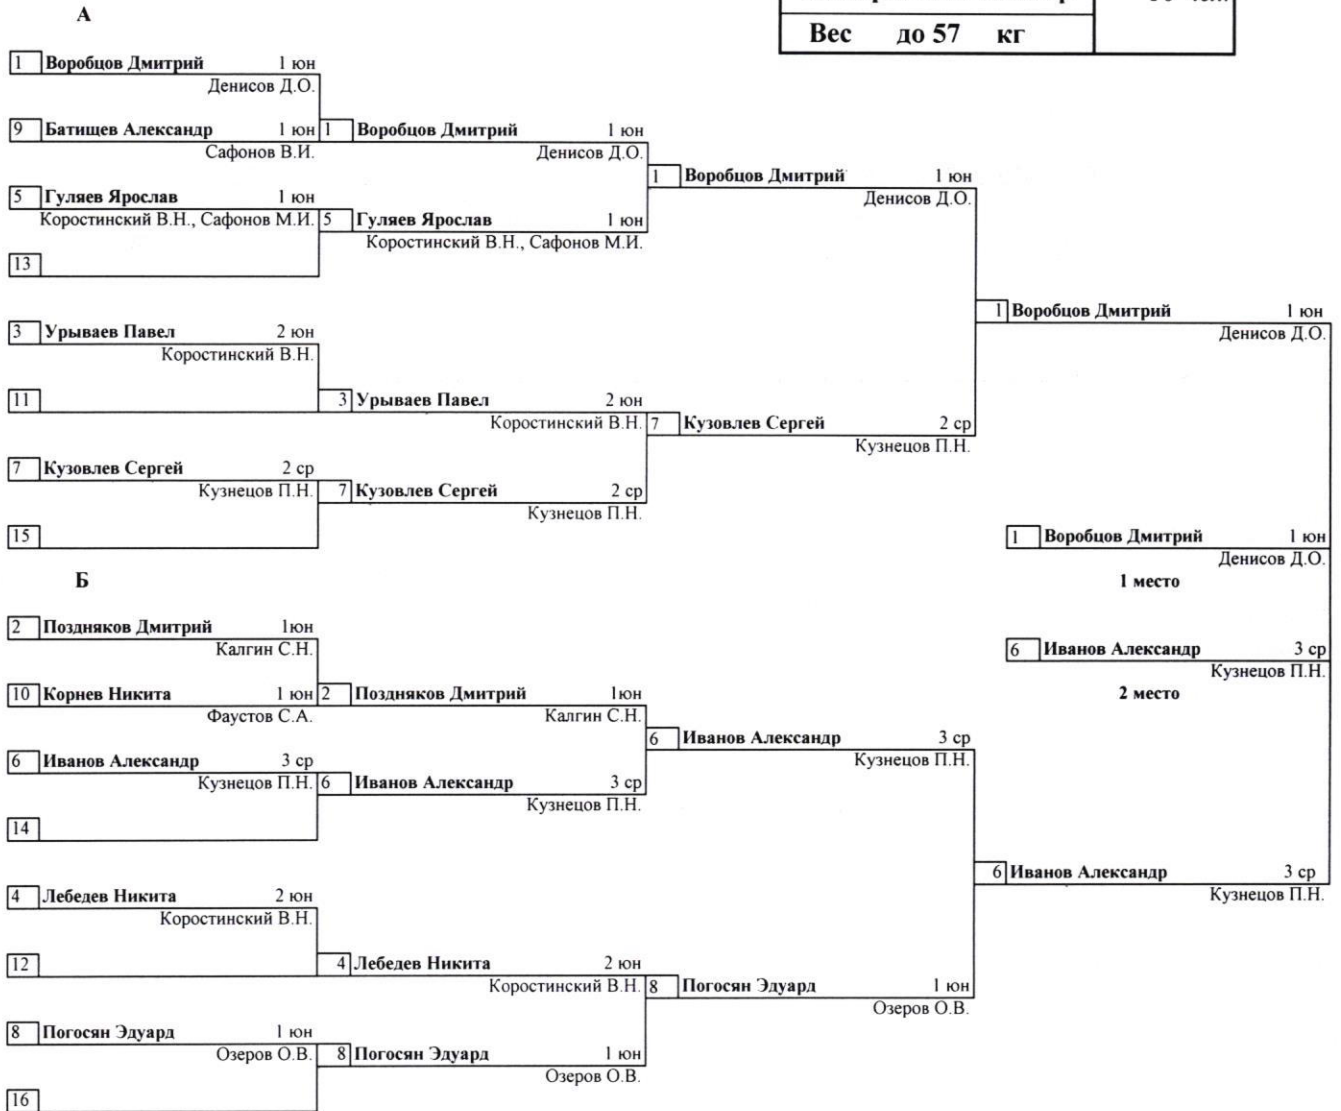 А
Вес до 57 кг
1 Воробцов Дмитрий 1 юн
Денисов Д.О.
9 Батищев Александр 1 юн 1 Воробцов Дмитрий 1 юн
Сафонов В.И. Денисов Д.О.
1 Воробцов Дмитрий 1 юн
5 Гуляев Ярослав 1 юн Денисов Д.О.
Коростинский В.Н., Сафонов М.И. 5 Гуляев Ярослав 1 юн
Коростинский В.Н., Сафонов М.И.
13
1 Воробцов Дмитрий 1 юн
3 Урываев Павел 2 юн Денисов Д.О.
Коростинский В.Н.
11 3 Урываев Павел 2 юн
Коростинский В.Н. 7 Кузовлев Сергей 2 ср
Кузнецов П.Н.
7 Кузовлев Сергей 2 ср
Кузнецов П.Н. 7 Кузовлев Сергей 2 ср
Кузнецов П.Н.
15 1 Воробцов Дмитрий 1 юн
Денисов Д.О.
Б 1 место
2 Поздняков Дмитрий 1юн
Калгин С.Н. 6 Иванов Александр 3 ср
Кузнецов П.Н.
10 Корнев Никита 1 юн 2 Поздняков Дмитрий 1юн 2 место
Фаустов С.А. Калгин С.Н.
6 Иванов Александр 3 ср
6 Иванов Александр 3 ср Кузнецов П.Н.
Кузнецов П.Н. 6 Иванов Александр 3 ср
Кузнецов П.Н.
14
6 Иванов Александр 3 ср
4 Лебедев Никита 2 юн Кузнецов П.Н.
Коростинский В.Н.
12 4 Лебедев Никита 2 юн
Коростинский В.Н. 8 Погосян Эдуард 1 юн
Озеров О.В.
8 Погосян Эдуард 1 юн
Озеров О.В. 8 Погосян Эдуард 1 юн
Озеров О.В.
16